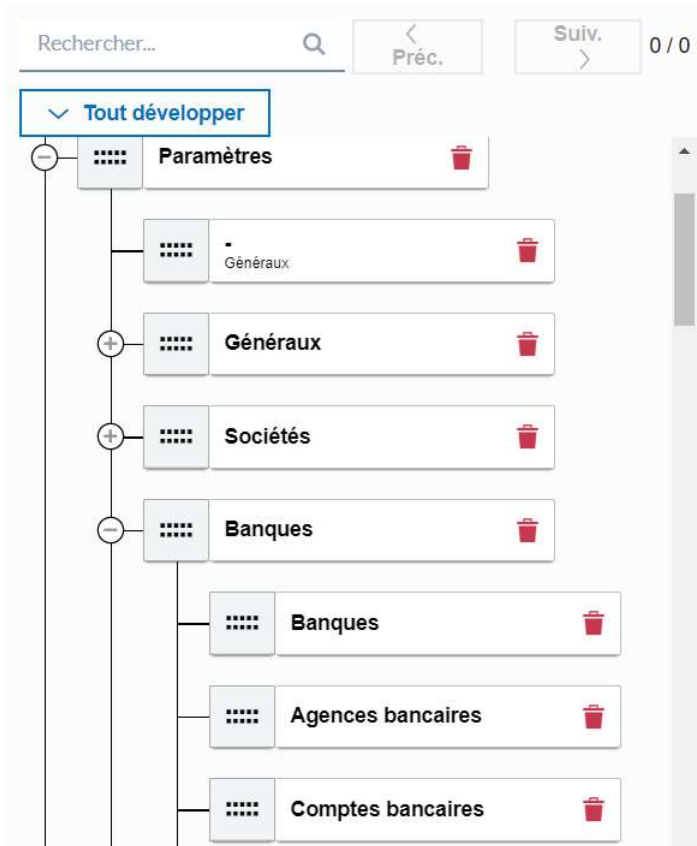 Rechercher...
Préc.
Suiv.
0 / 0
Tout développer
Paramètres
-
Généraux
Généraux
Sociétés
Banques
Banques
Agences bancaires
Comptes bancaires